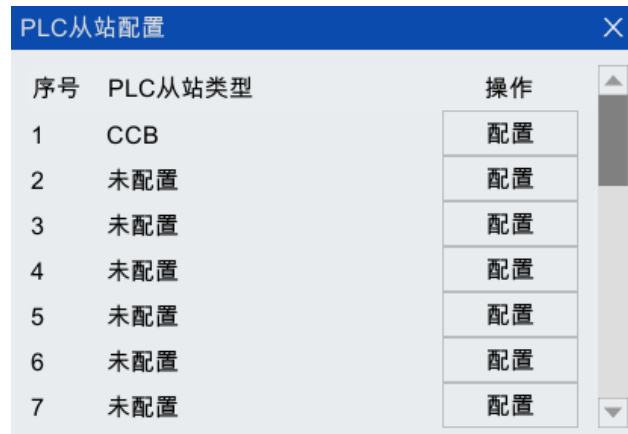 PLC从站配置
序号 PLC从站类型 操作
1 CCB 配置
2 未配置 配置
3 未配置 配置
4 未配置 配置
5 未配置 配置
6 未配置 配置
7 未配置 配置